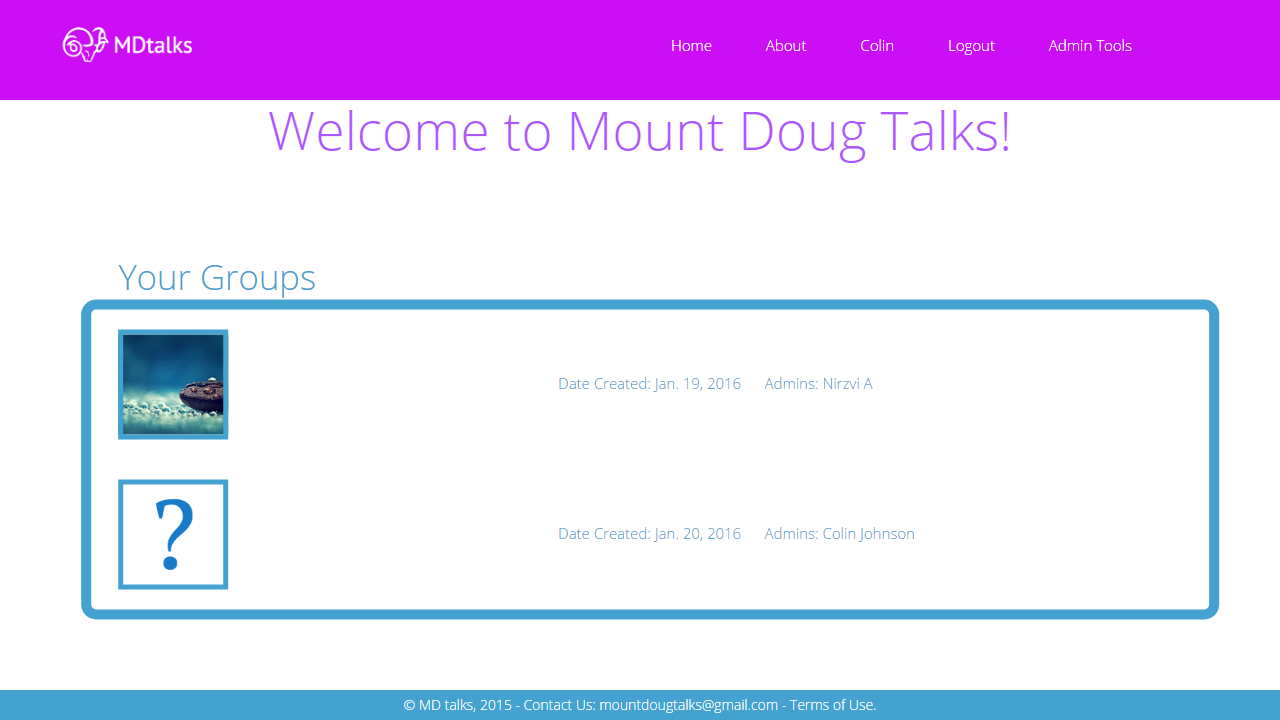 MDtalks
Home About Colin Logout Admin Tools
Welcome to Mount Doug Talks!
Your Groups
Date Created: Jan. 19, 2016 Admins: Nirzvi A
?
Date Created: Jan. 20, 2016 Admins: Colin Johnson
© MD talks, 2015 - Contact Us: mountdougtalks@gmail.com - Terms of Use.